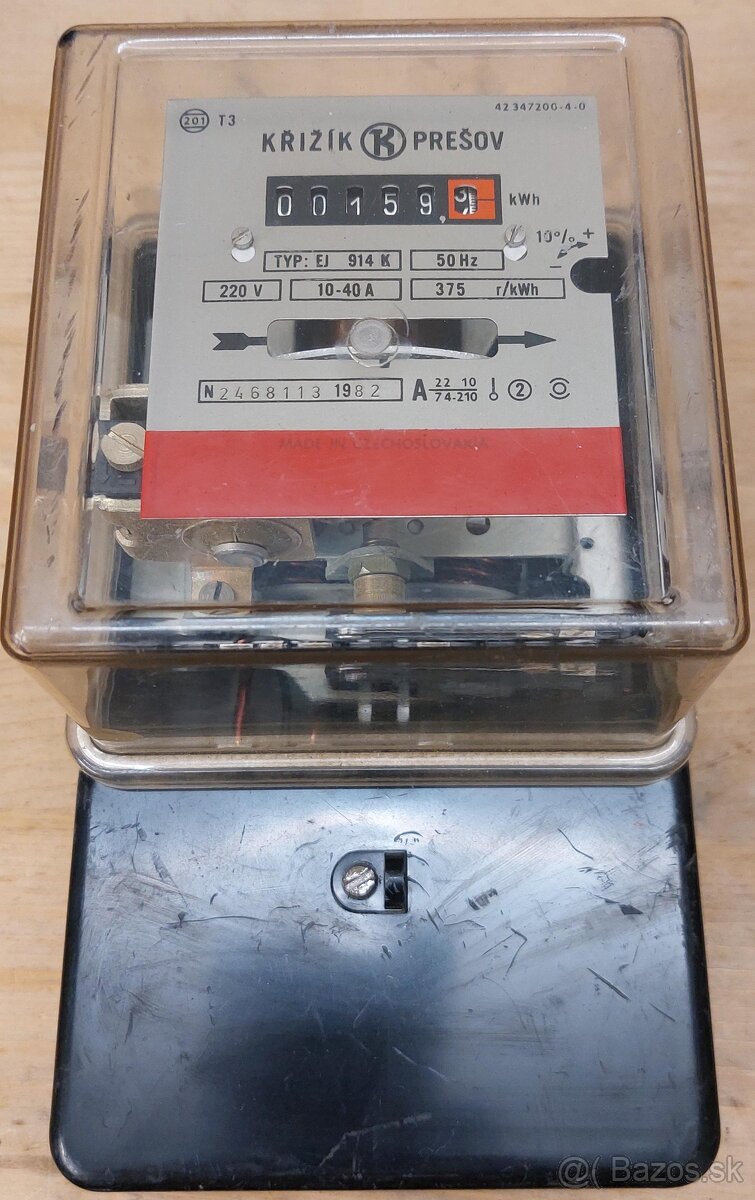 201 T3
42 347200-4-0
KŘIŽÍK K PREŠOV
00159, kWh
10% + −
TYP: EJ 914 K 50 Hz
220 V 10-40 A 375 r/kWh
N 2468113 1982 A 22 10 2
74-210
MADE IN CZECHOSLOVAKIA
@( Bazos.sk